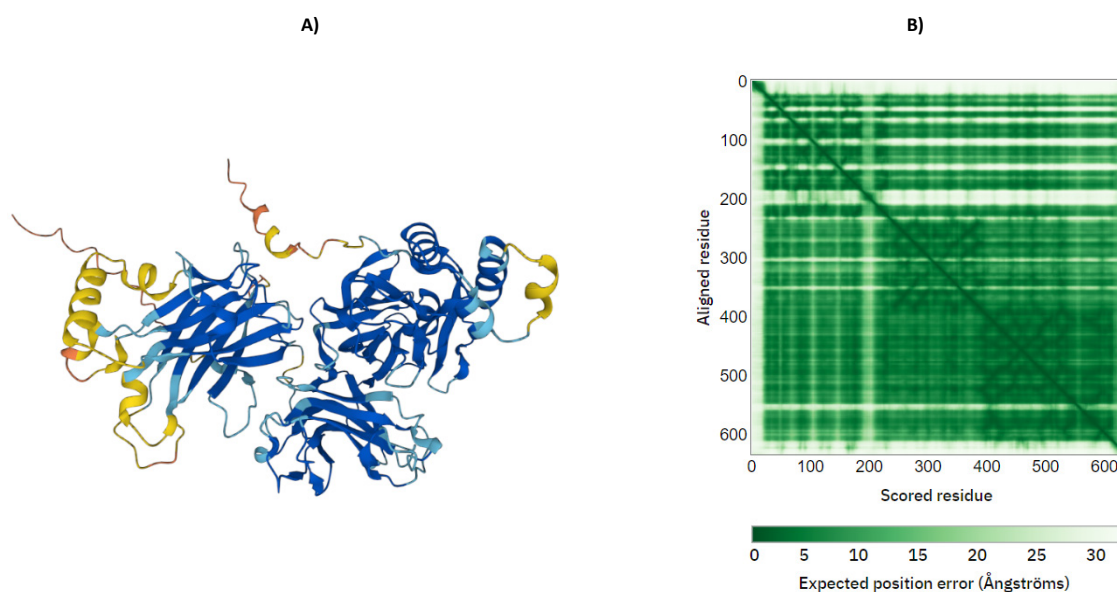 A)
B)
0
100
200
300
400
500
600
Aligned residue
0 100 200 300 400 500 600
Scored residue
0 5 10 15 20 25 30
Expected position error (Ångströms)